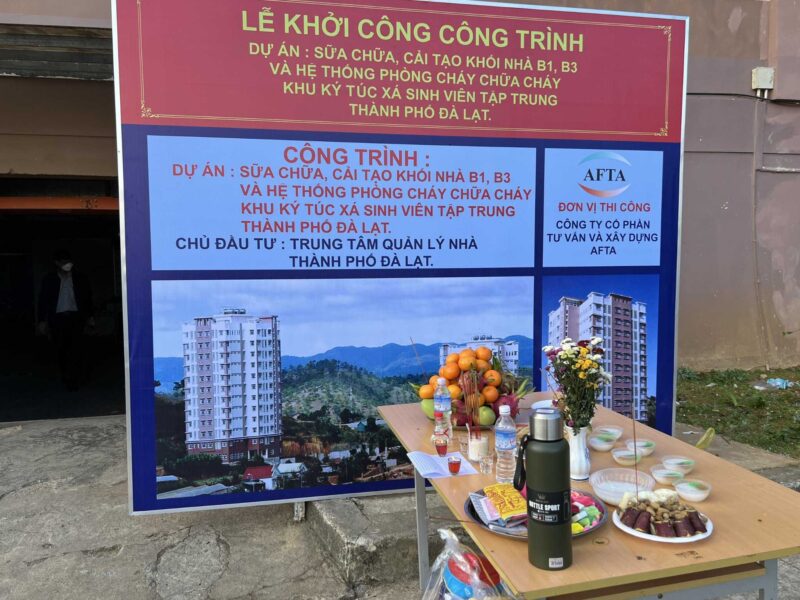 LỄ KHỞI CÔNG CÔNG TRÌNH
DỰ ÁN : SỮA CHỮA, CẢI TẠO KHỐI NHÀ B1, B3
VÀ HỆ THỐNG PHÒNG CHÁY CHỮA CHÁY
KHU KÝ TÚC XÁ SINH VIÊN TẬP TRUNG
THÀNH PHỐ ĐÀ LẠT.
CÔNG TRÌNH :
DỰ ÁN : SỮA CHỮA, CẢI TẠO KHỐI NHÀ B1, B3
VÀ HỆ THỐNG PHÒNG CHÁY CHỮA CHÁY
KHU KÝ TÚC XÁ SINH VIÊN TẬP TRUNG
THÀNH PHỐ ĐÀ LẠT.
CHỦ ĐẦU TƯ : TRUNG TÂM QUẢN LÝ NHÀ
THÀNH PHỐ ĐÀ LẠT.
AFTA
ĐƠN VỊ THI CÔNG
CÔNG TY CỔ PHẦN
TƯ VẤN VÀ XÂY DỰNG
AFTA
BOTTLE SPORT